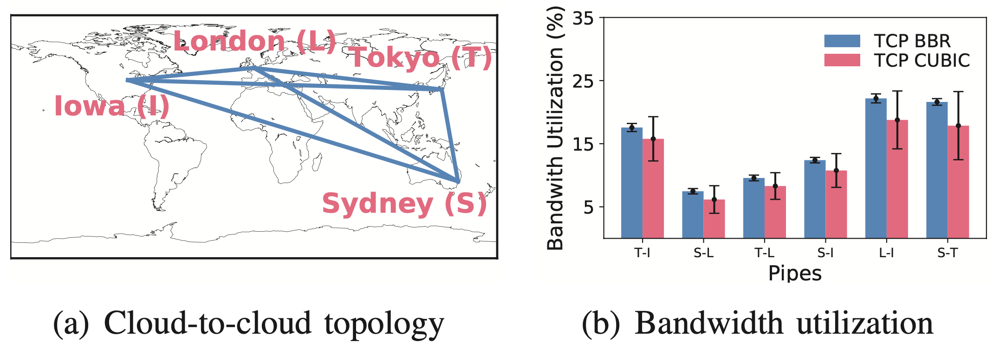 London (L)
Tokyo (T)
Iowa (I)
Sydney (S)
(a) Cloud-to-cloud topology
Bandwith Utilization (%)
35
25
15
5
TCP BBR
TCP CUBIC
T-I S-L T-L S-I L-I S-T
Pipes
(b) Bandwidth utilization